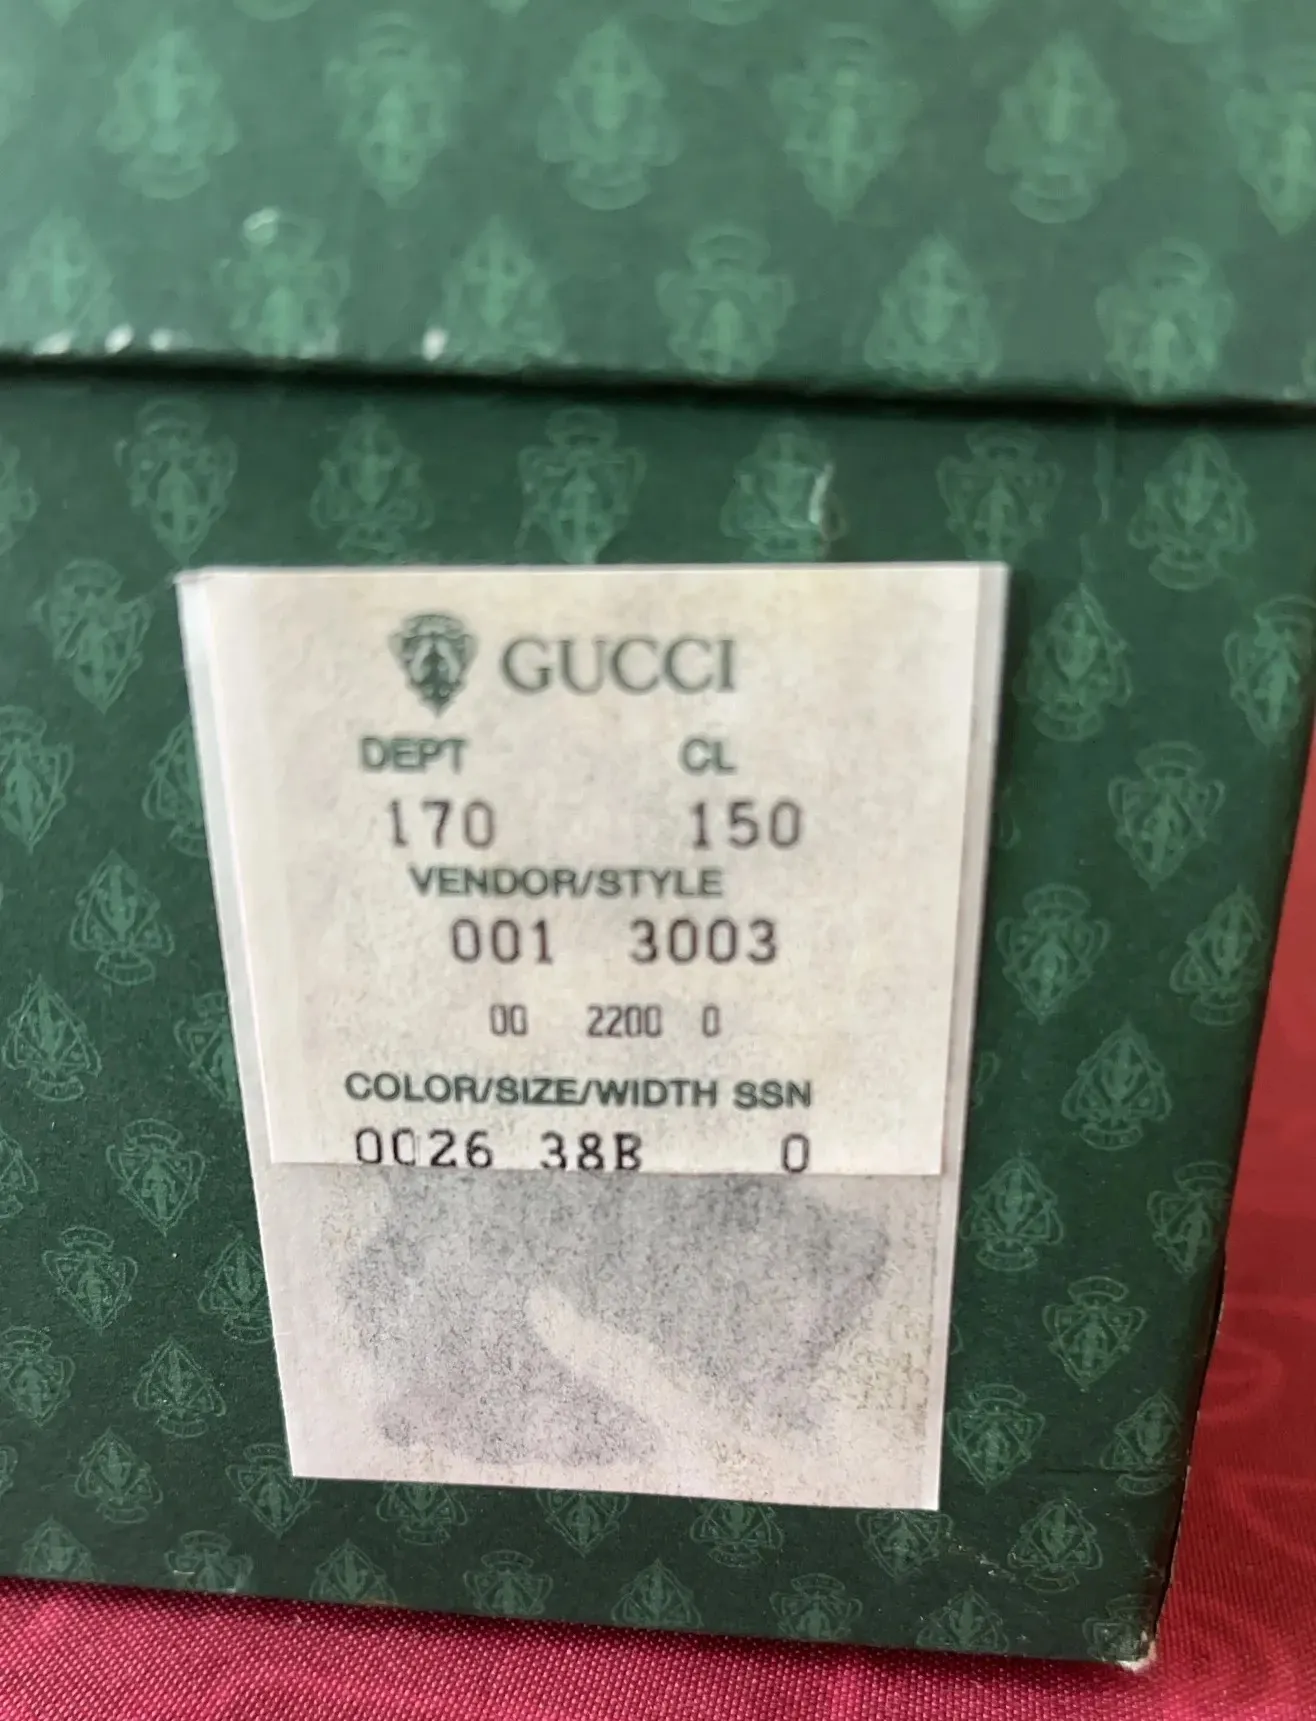 GUCCI
DEPT CL
170 150
VENDOR/STYLE
001 3003
00 2200 0
COLOR/SIZE/WIDTH SSN
0026 38B 0